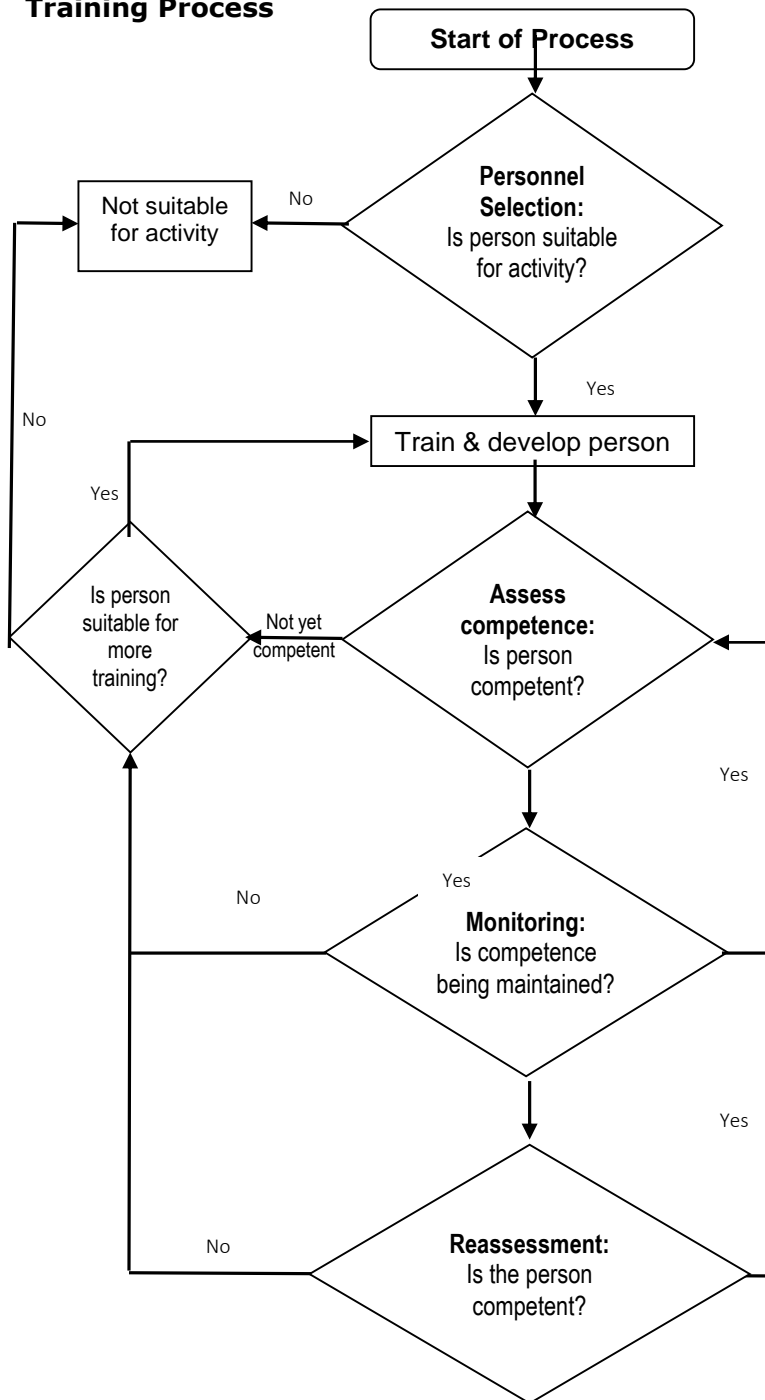 Training Process
Start of Process
Personnel
Selection:
Is person suitable
for activity?
No
Not suitable
for activity
Yes
No
Train & develop person
Yes
Is person
suitable for
more
training?
Not yet
competent
Assess
competence:
Is person
competent?
Yes
Yes
No
Monitoring:
Is competence
being maintained?
Yes
No
Reassessment:
Is the person
competent?